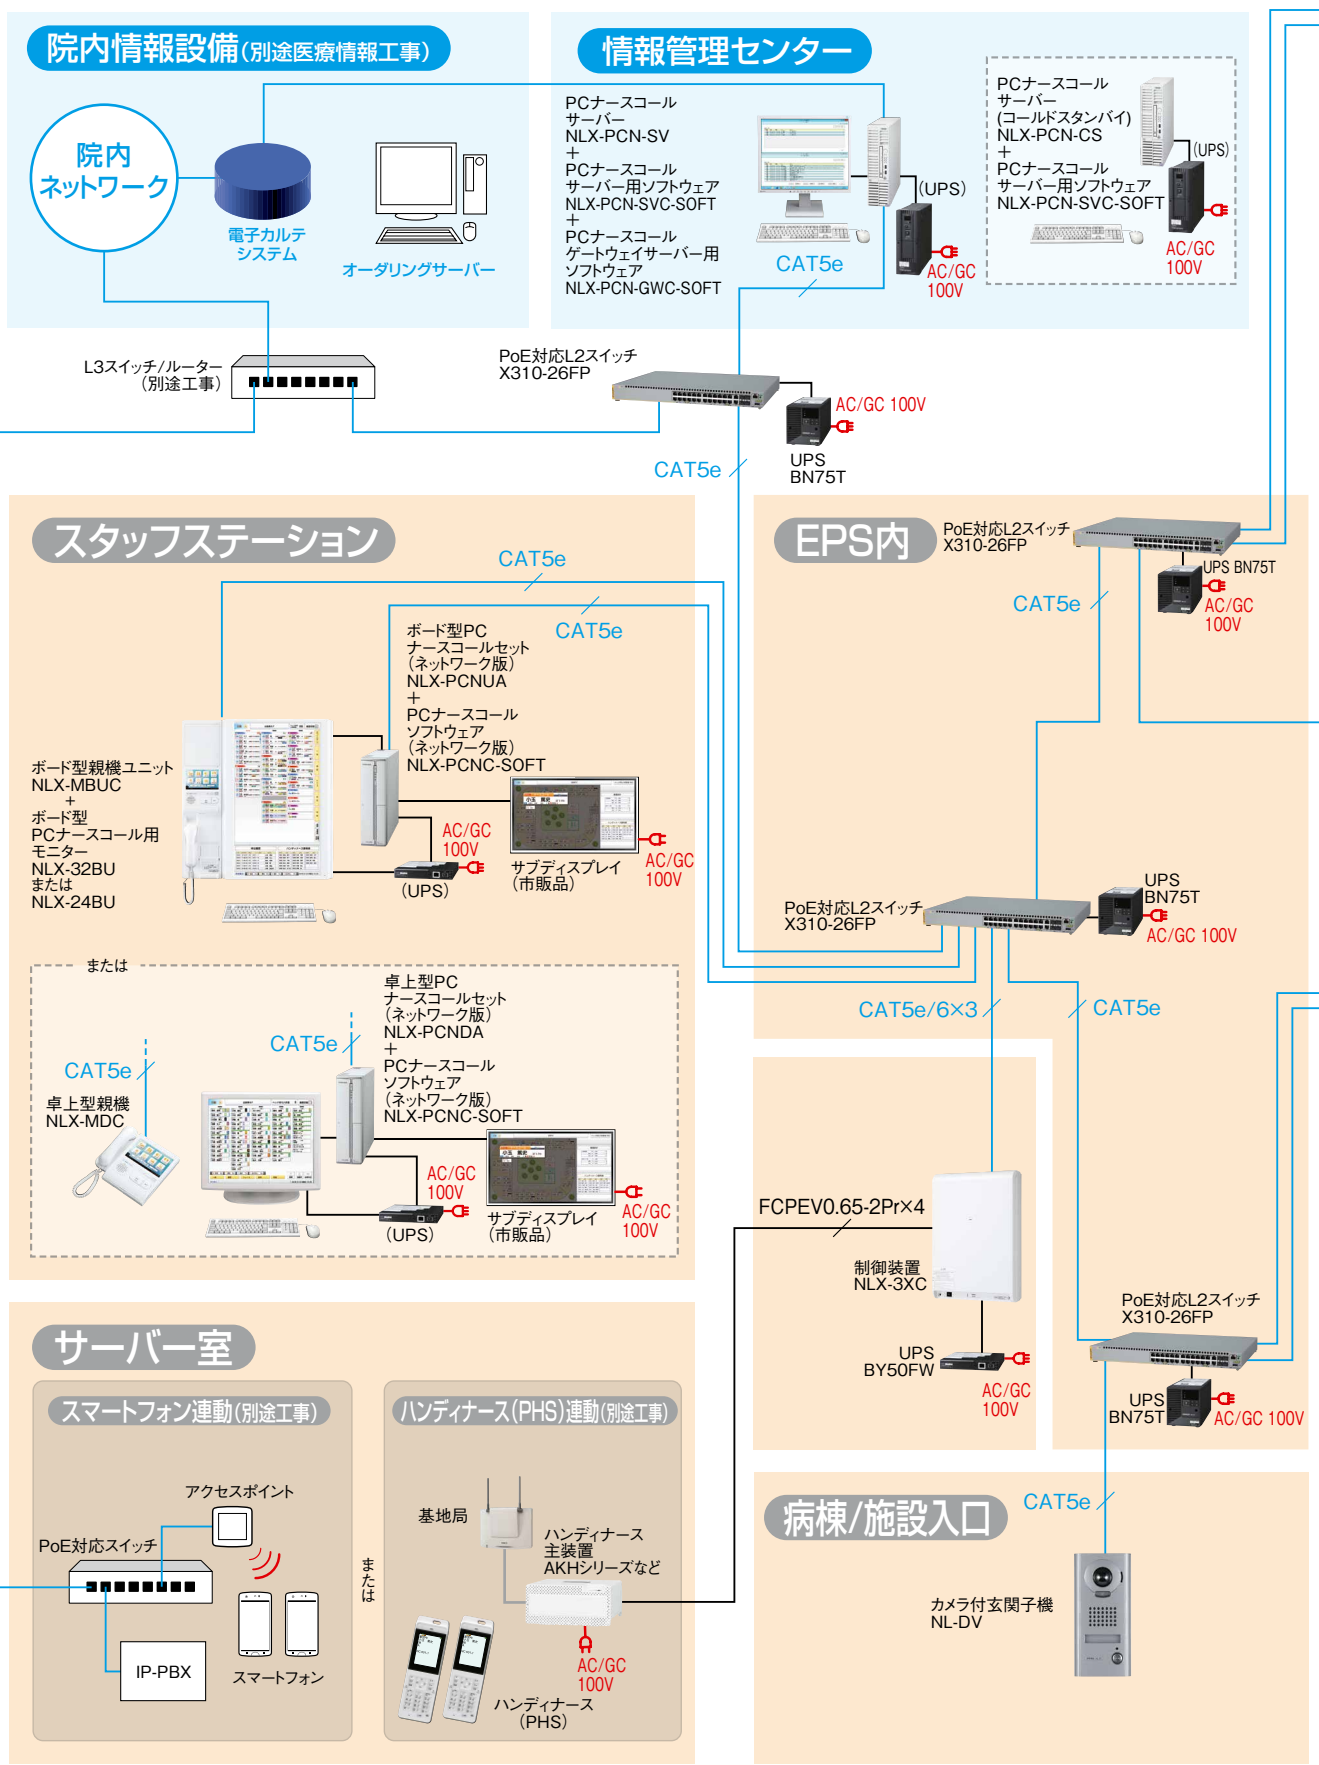 院内情報設備(別途医療情報工事)
院内
ネットワーク
電子カルテ
システム
オーダリングサーバー
情報管理センター
PCナースコール
サーバー
NLX-PCN-SV
+
PCナースコール
サーバー用ソフトウェア
NLX-PCN-SVC-SOFT
+
PCナースコール
ゲートウェイサーバー用
ソフトウェア
NLX-PCN-GWC-SOFT
(UPS)
CAT5e
AC/GC
100V
PCナースコール
サーバー
(コールドスタンバイ)
NLX-PCN-CS
+
PCナースコール
サーバー用ソフトウェア
NLX-PCN-SVC-SOFT
(UPS)
AC/GC
100V
L3スイッチ/ルーター
(別途工事)
PoE対応L2スイッチ
X310-26FP
AC/GC 100V
UPS
BN75T
CAT5e
スタッフステーション
CAT5e
CAT5e
ボード型PC
ナースコールセット
(ネットワーク版)
NLX-PCNUA
+
PCナースコール
ソフトウェア
(ネットワーク版)
NLX-PCNC-SOFT
ボード型親機ユニット
NLX-MBUC
+
ボード型
PCナースコール用
モニター
NLX-32BU
または
NLX-24BU
AC/GC
100V
(UPS)
サブディスプレイ
(市販品)
AC/GC
100V
または
卓上型PC
ナースコールセット
(ネットワーク版)
NLX-PCNDA
+
PCナースコール
ソフトウェア
(ネットワーク版)
NLX-PCNC-SOFT
CAT5e
CAT5e
卓上型親機
NLX-MDC
AC/GC
100V
(UPS)
サブディスプレイ
(市販品)
AC/GC
100V
EPS内
PoE対応L2スイッチ
X310-26FP
UPS BN75T
AC/GC
100V
CAT5e
PoE対応L2スイッチ
X310-26FP
UPS
BN75T
AC/GC 100V
CAT5e/6×3
CAT5e
FCPEV0.65-2Pr×4
制御装置
NLX-3XC
UPS
BY50FW
AC/GC
100V
PoE対応L2スイッチ
X310-26FP
UPS
BN75T
AC/GC 100V
サーバー室
スマートフォン連動(別途工事)
アクセスポイント
PoE対応スイッチ
IP-PBX
スマートフォン
または
ハンディナース(PHS)連動(別途工事)
基地局
ハンディナース
主装置
AKHシリーズなど
AC/GC
100V
ハンディナース
(PHS)
病棟/施設入口
CAT5e
カメラ付玄関子機
NL-DV